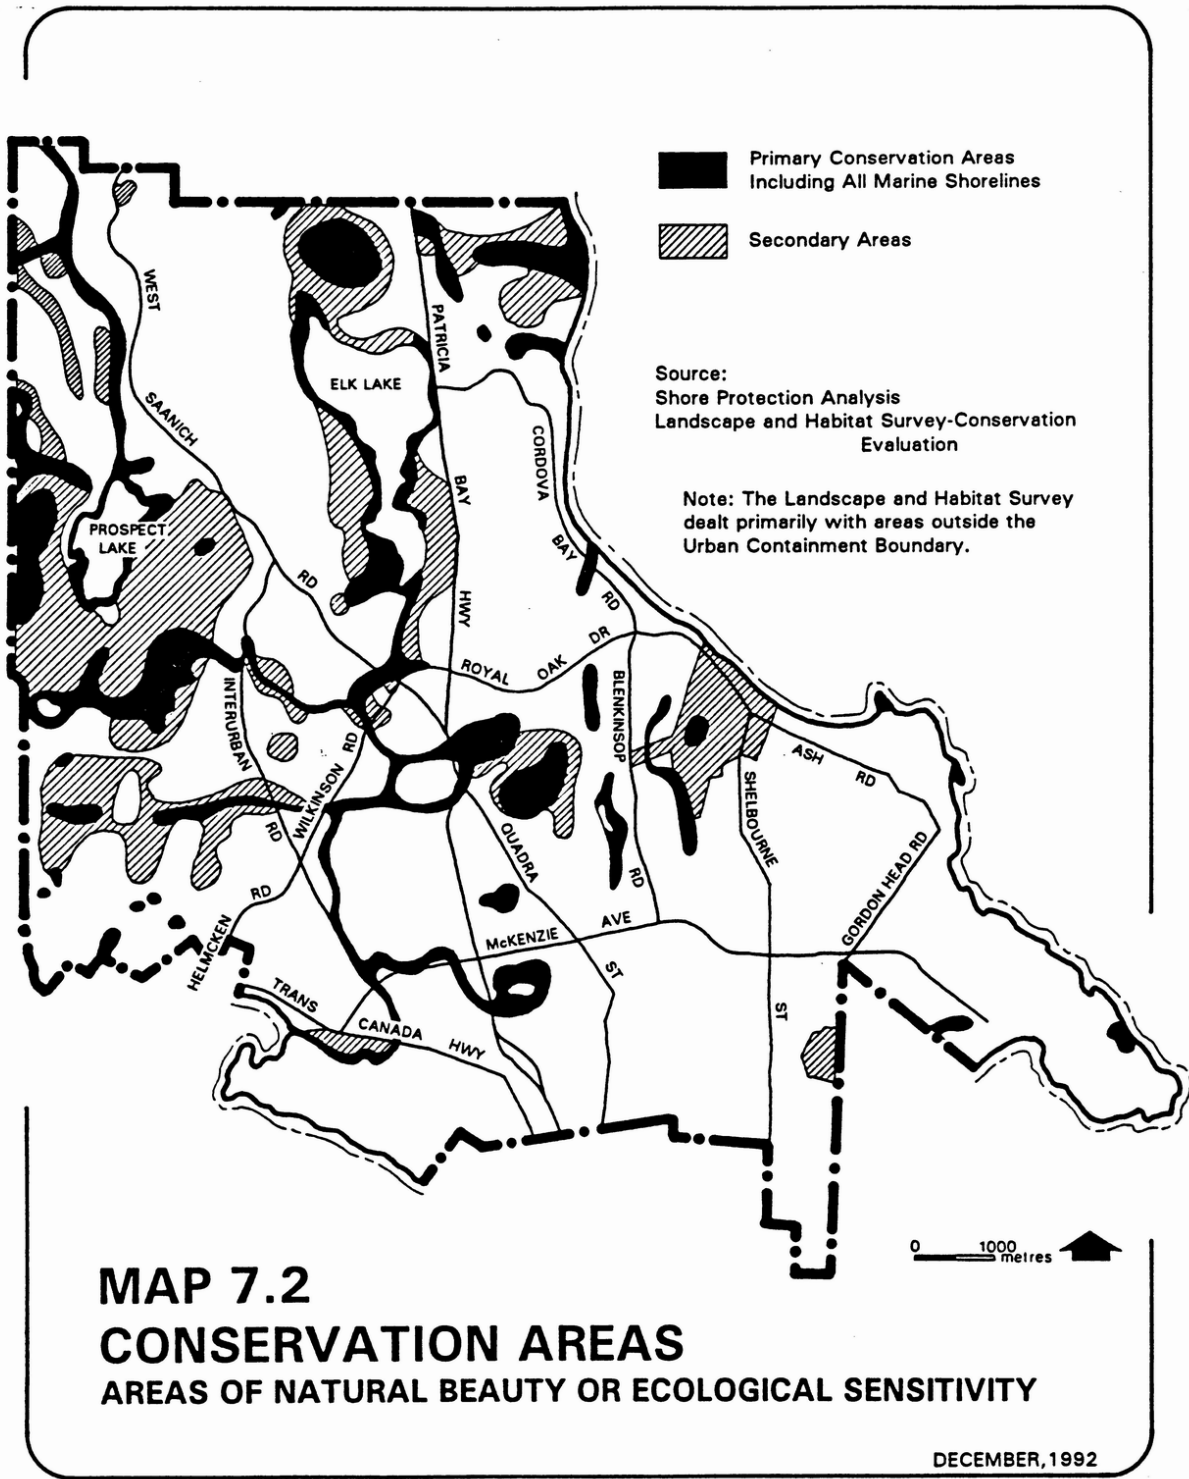 Primary Conservation Areas
Including All Marine Shorelines
Secondary Areas
WEST
SAANICH
RD
PATRICIA
BAY
HWY
ELK LAKE
CORDOVA
BAY
RD
Source:
Shore Protection Analysis
Landscape and Habitat Survey-Conservation
Evaluation
Note: The Landscape and Habitat Survey
dealt primarily with areas outside the
Urban Containment Boundary.
PROSPECT
LAKE
ROYAL OAK DR
INTERURBAN
RD
WILKINSON
RD
BLENKINSOP
RD
ASH RD
SHELBOURNE
ST
QUADRA
ST
GORDON HEAD RD
HELMCKEN
RD
McKENZIE AVE
TRANS
CANADA
HWY
0 1000
metres
MAP 7.2
CONSERVATION AREAS
AREAS OF NATURAL BEAUTY OR ECOLOGICAL SENSITIVITY
DECEMBER, 1992